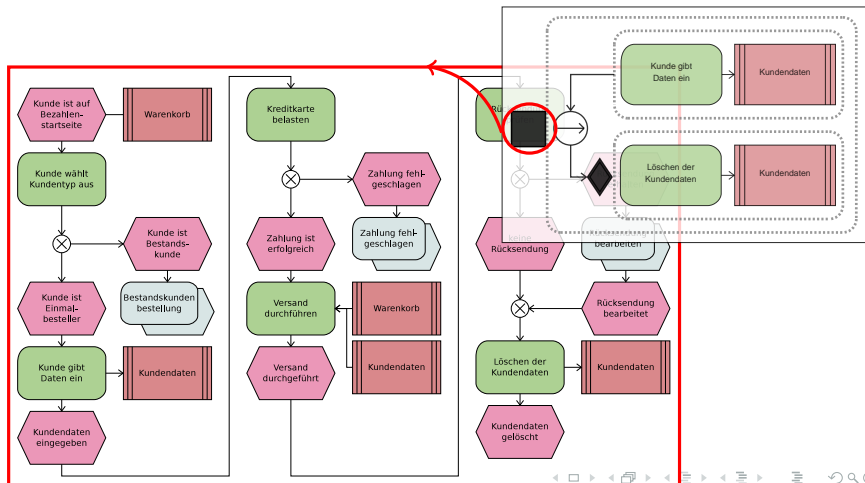 Kunde ist auf
Bezahlen-
startseite
Warenkorb
Kunde wählt
Kundentyp aus
Kunde ist
Bestands-
kunde
Kunde ist
Einmal-
besteller
Bestandskunden
bestellung
Kunde gibt
Daten ein
Kundendaten
Kundendaten
eingegeben
Kreditkarte
belasten
Zahlung fehl-
geschlagen
Zahlung ist
erfolgreich
Zahlung fehl-
geschlagen
Versand
durchführen
Warenkorb
Versand
durchgeführt
Kundendaten
Rücksendung
bearbeiten
Rücksendung
bearbeitet
Löschen der
Kundendaten
Kundendaten
Kundendaten
gelöscht
Kunde gibt
Daten ein
Kundendaten
Löschen der
Kundendaten
Kundendaten